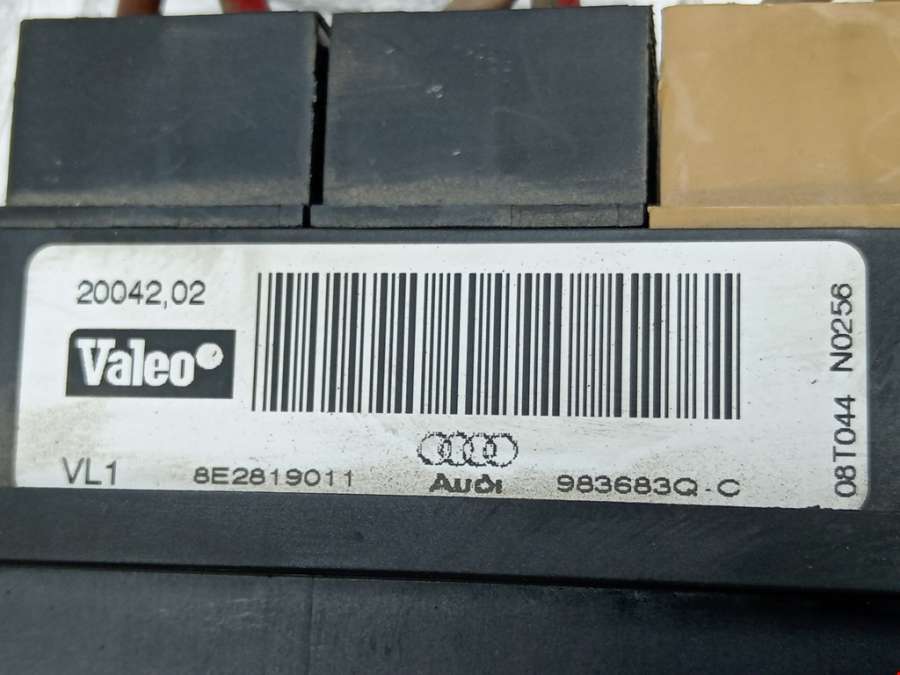 20042,02
Valeo
VL1
8E2819011
Audi
983683Q-C
08T044 N0256